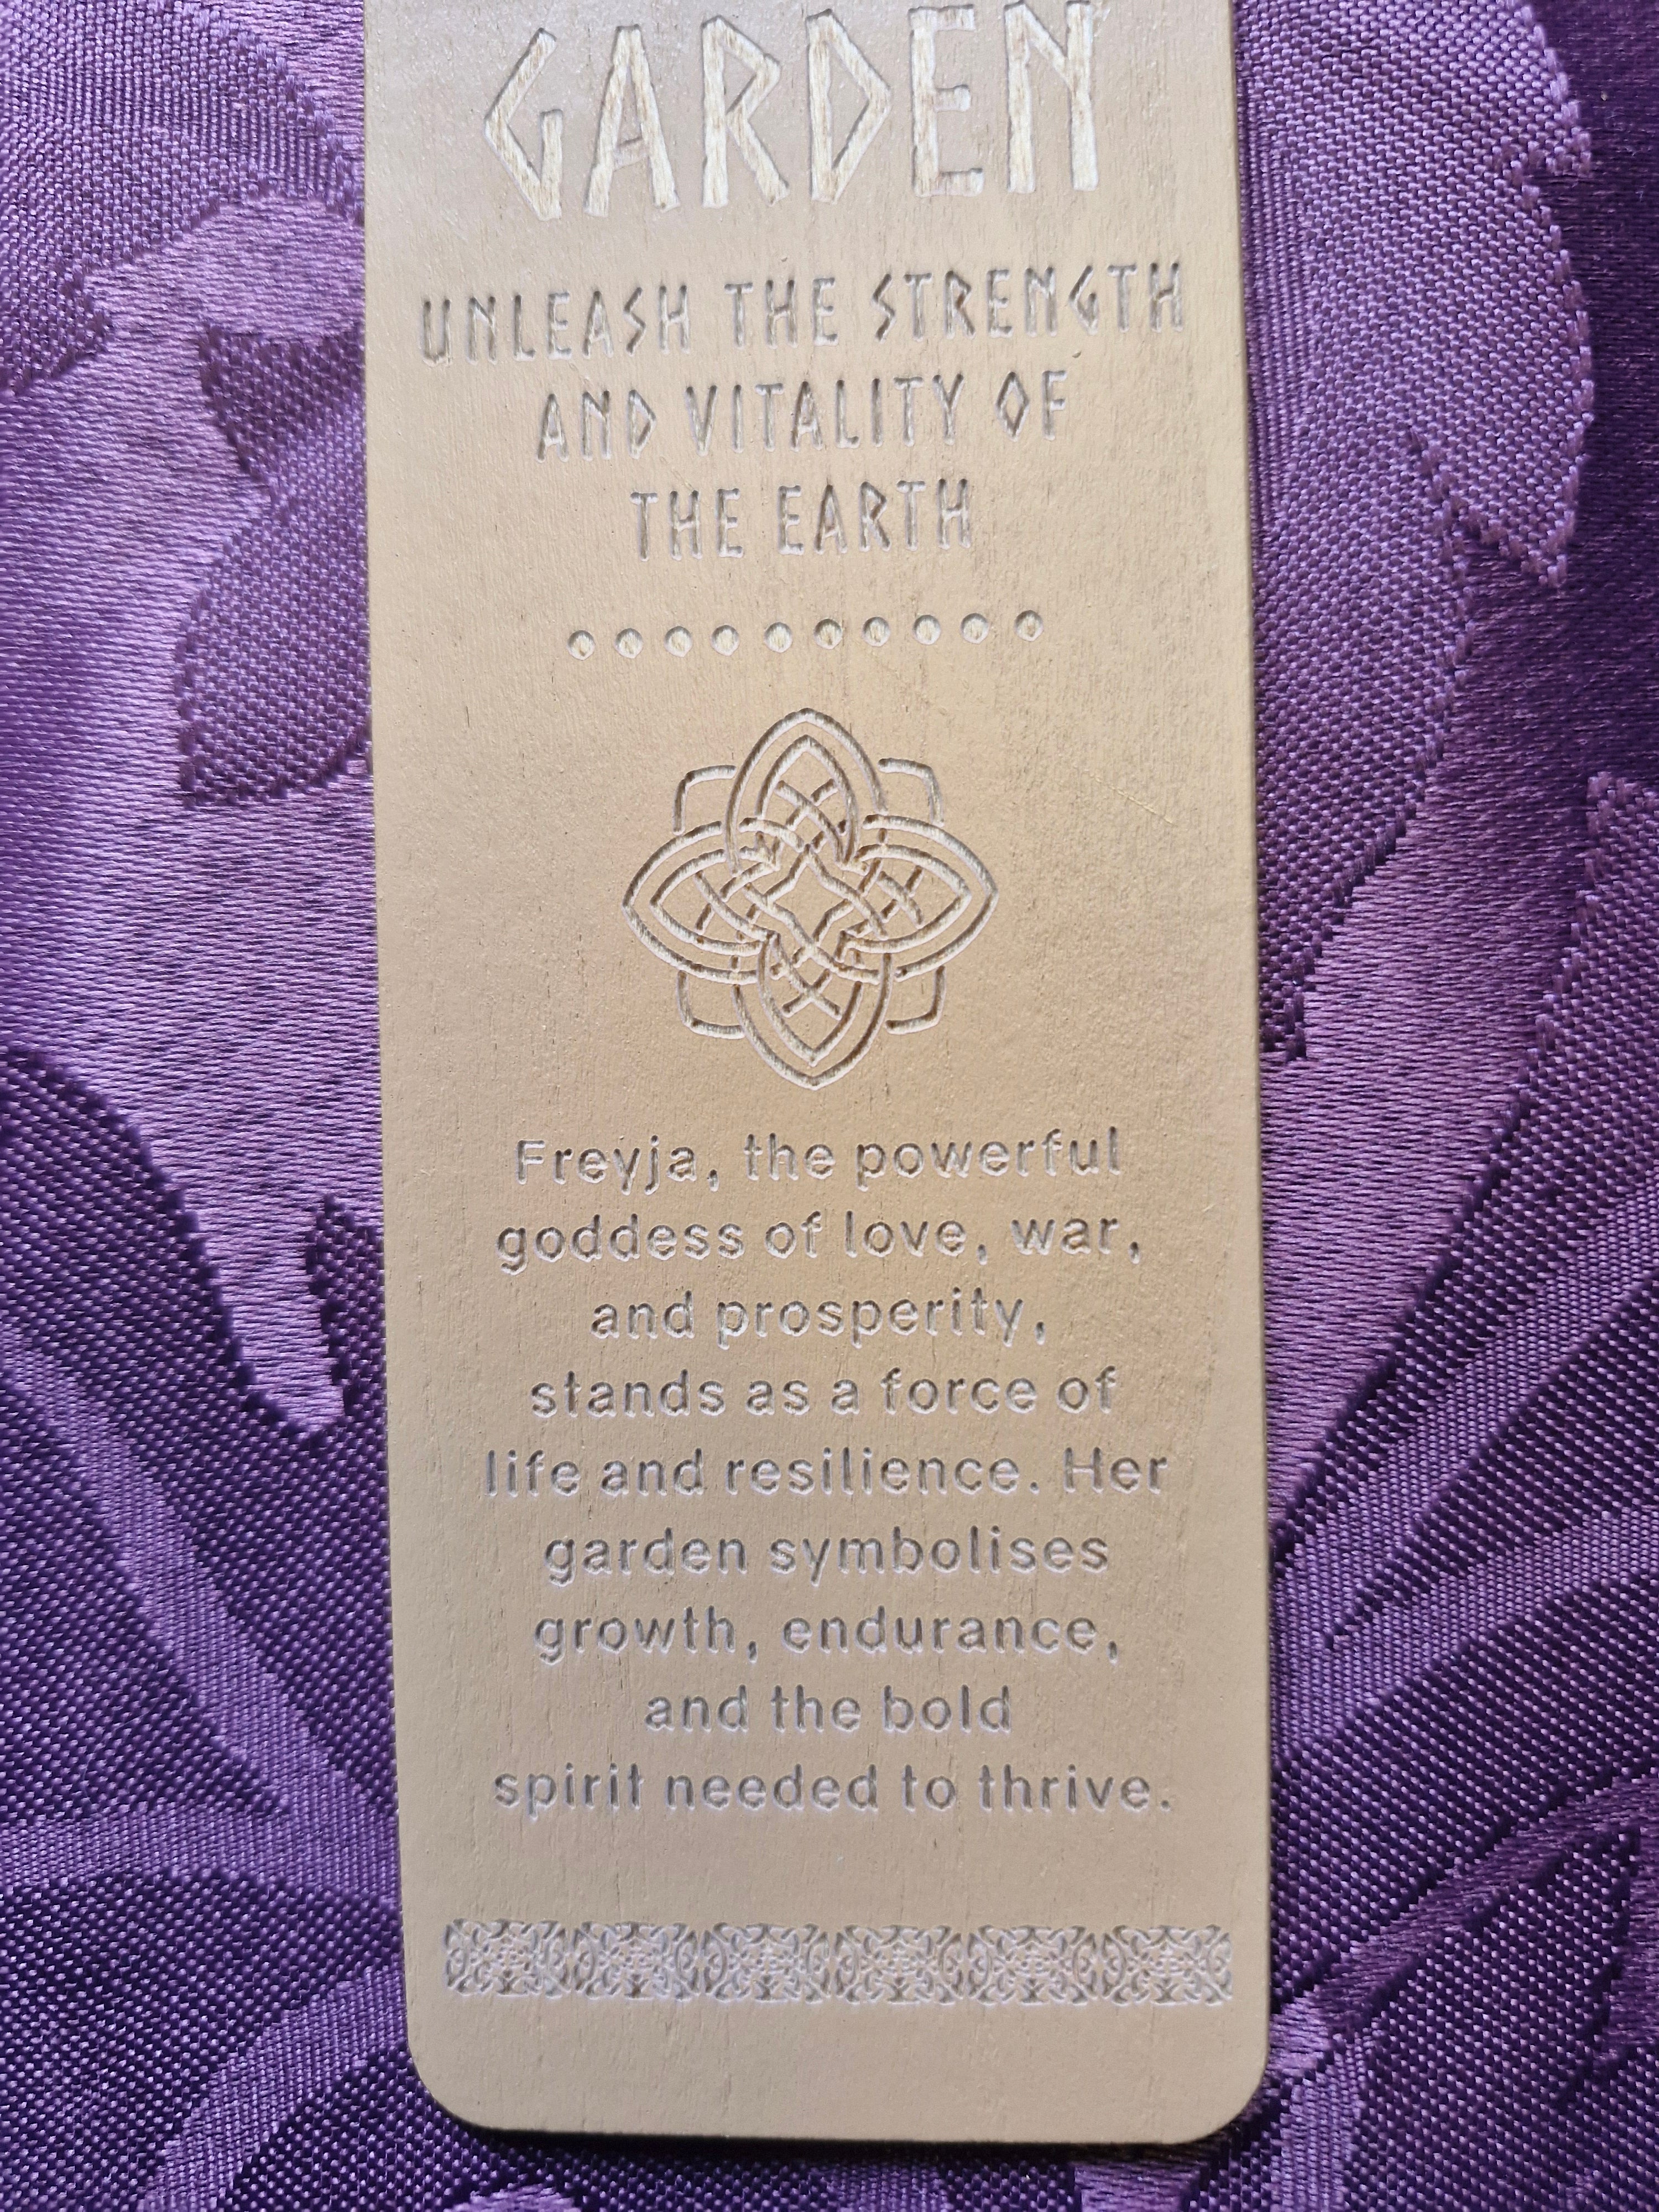 GARDEN
UNLEASH THE STRENGTH
AND VITALITY OF
THE EARTH
Freyja, the powerful
goddess of love, war,
and prosperity,
stands as a force of
life and resilience. Her
garden symbolises
growth, endurance,
and the bold
spirit needed to thrive.